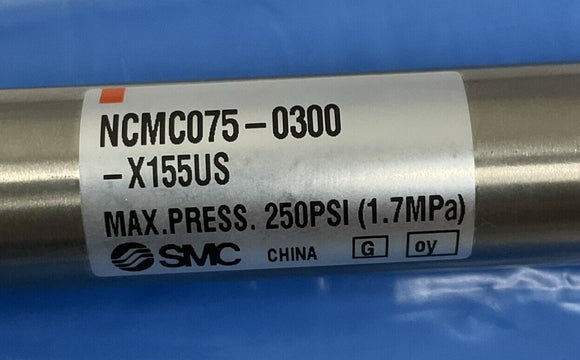 NCMC075-0300
-X155US
MAX.PRESS. 250PSI (1.7MPa)
SMC CHINA G oy